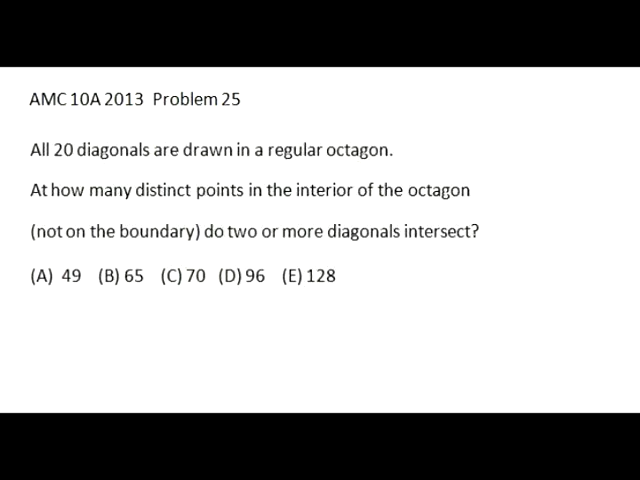 AMC 10A 2013 Problem 25
All 20 diagonals are drawn in a regular octagon.
At how many distinct points in the interior of the octagon
(not on the boundary) do two or more diagonals intersect?
(A) 49 (B) 65 (C) 70 (D) 96 (E) 128